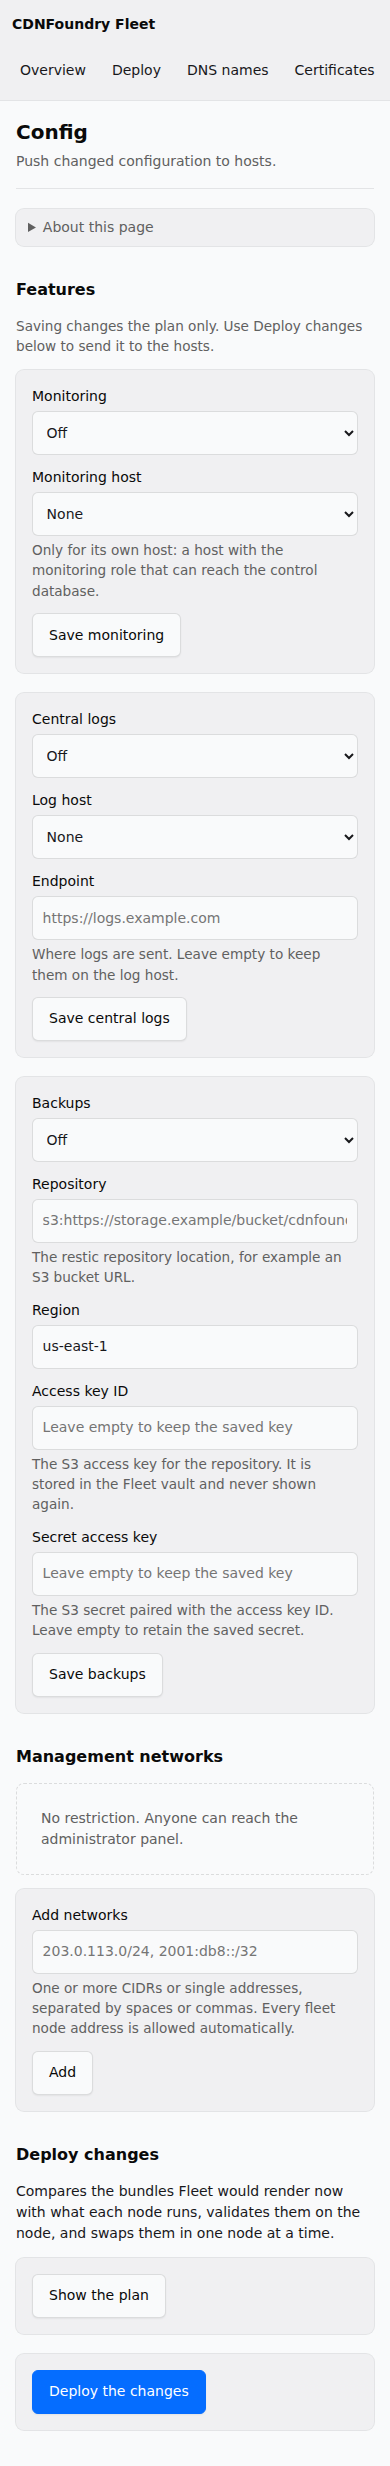 CDNFoundry Fleet
Overview Deploy DNS names Certificates
Config
Push changed configuration to hosts.
About this page
Features
Saving changes the plan only. Use Deploy changes
below to send it to the hosts.
Monitoring
Off
Monitoring host
None
Only for its own host: a host with the
monitoring role that can reach the control
database.
Save monitoring
Central logs
Off
Log host
None
Endpoint
https://logs.example.com
Where logs are sent. Leave empty to keep
them on the log host.
Save central logs
Backups
Off
Repository
s3:https://storage.example/bucket/cdnfoun
The restic repository location, for example an
S3 bucket URL.
Region
us-east-1
Access key ID
Leave empty to keep the saved key
The S3 access key for the repository. It is
stored in the Fleet vault and never shown
again.
Secret access key
Leave empty to keep the saved key
The S3 secret paired with the access key ID.
Leave empty to retain the saved secret.
Save backups
Management networks
No restriction. Anyone can reach the
administrator panel.
Add networks
203.0.113.0/24, 2001:db8::/32
One or more CIDRs or single addresses,
separated by spaces or commas. Every fleet
node address is allowed automatically.
Add
Deploy changes
Compares the bundles Fleet would render now
with what each node runs, validates them on the
node, and swaps them in one node at a time.
Show the plan
Deploy the changes